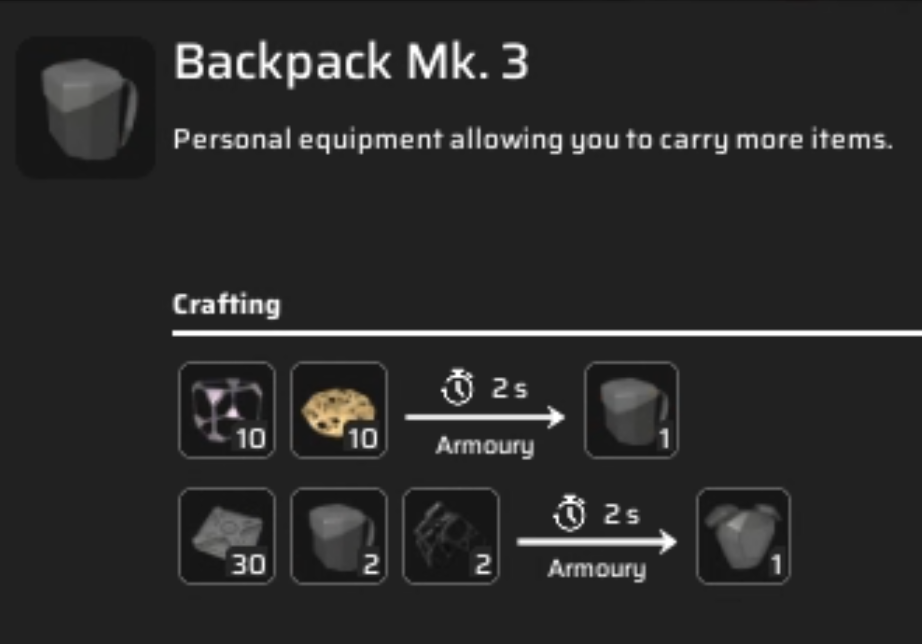 Backpack Mk. 3
Personal equipment allowing you to carry more items.
Crafting
10 10 2 s Armoury 1
30 2 2 2 s Armoury 1